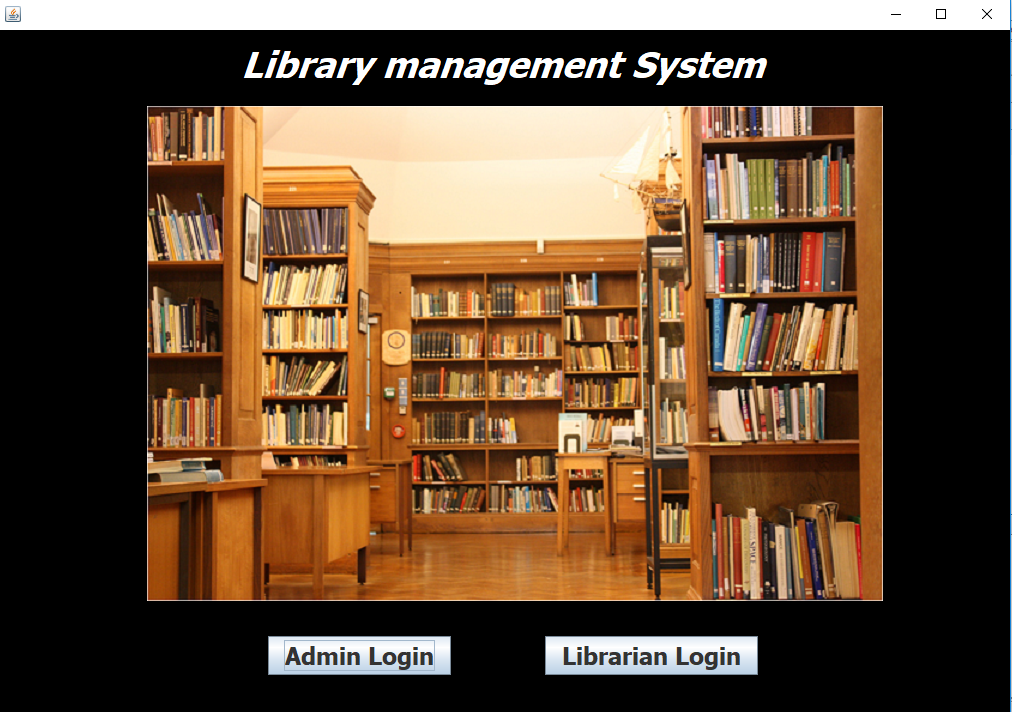 Library management System
Admin Login
Librarian Login